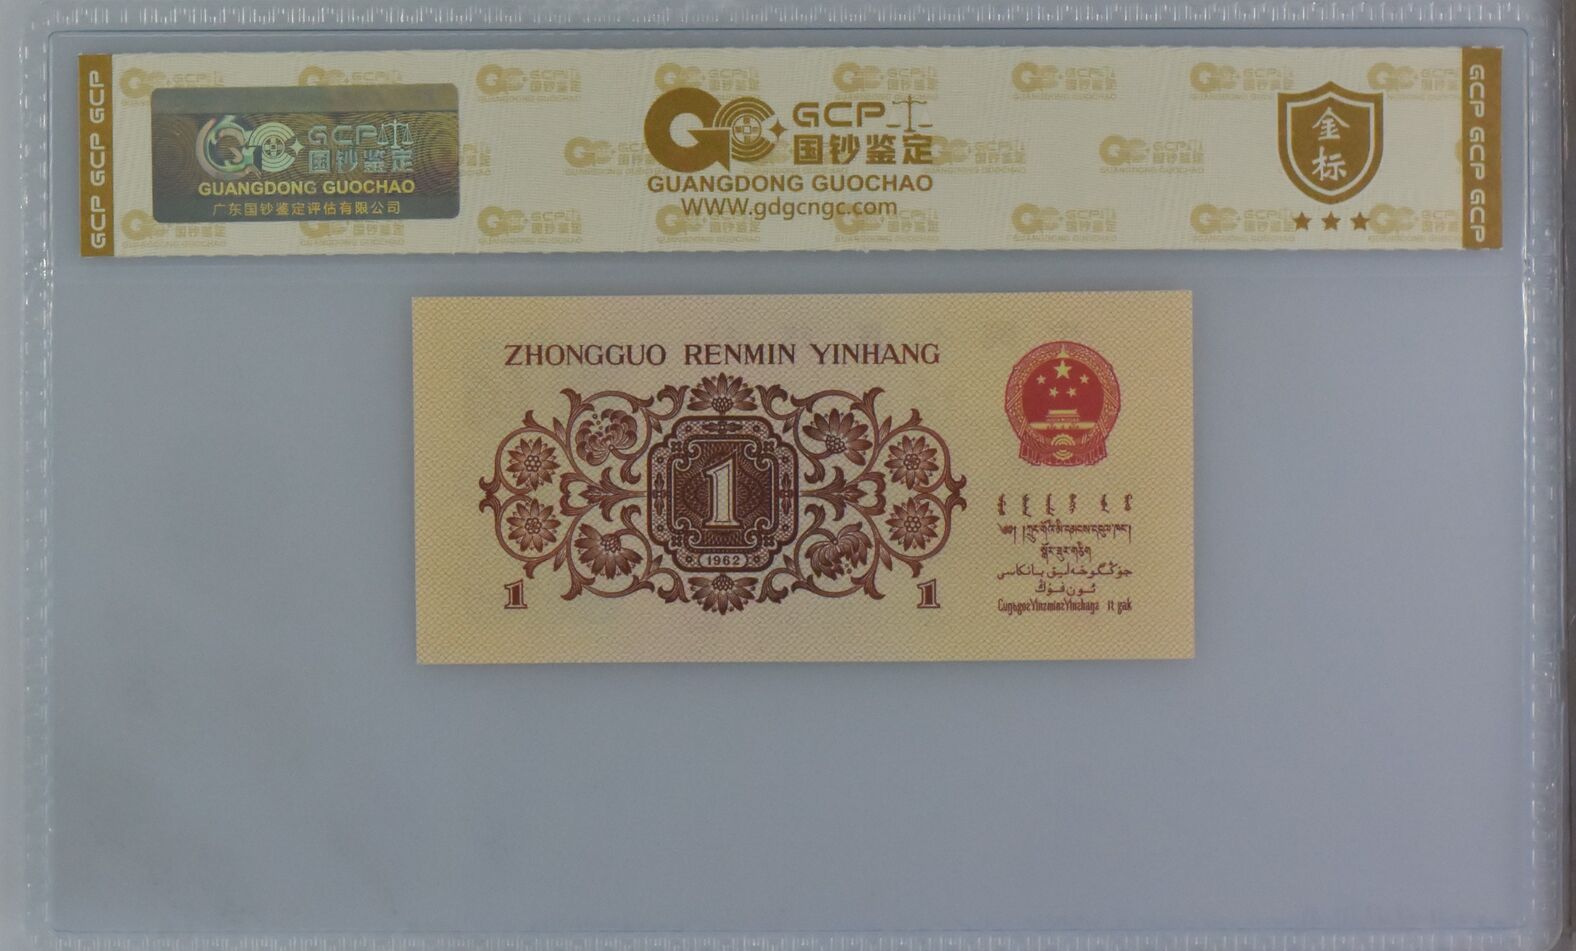 GCP GCP GCP
GCP
国钞鉴定
GUANGDONG GUOCHAO
广东国钞鉴定评估有限公司
GCP
国钞鉴定
GUANGDONG GUOCHAO
WWW.gdgcngc.com
金
标
GCP GCP GCP
ZHONGGUO RENMIN YINHANG
1
1962
1
1
جۇڭگوخەلىق بانكاسى